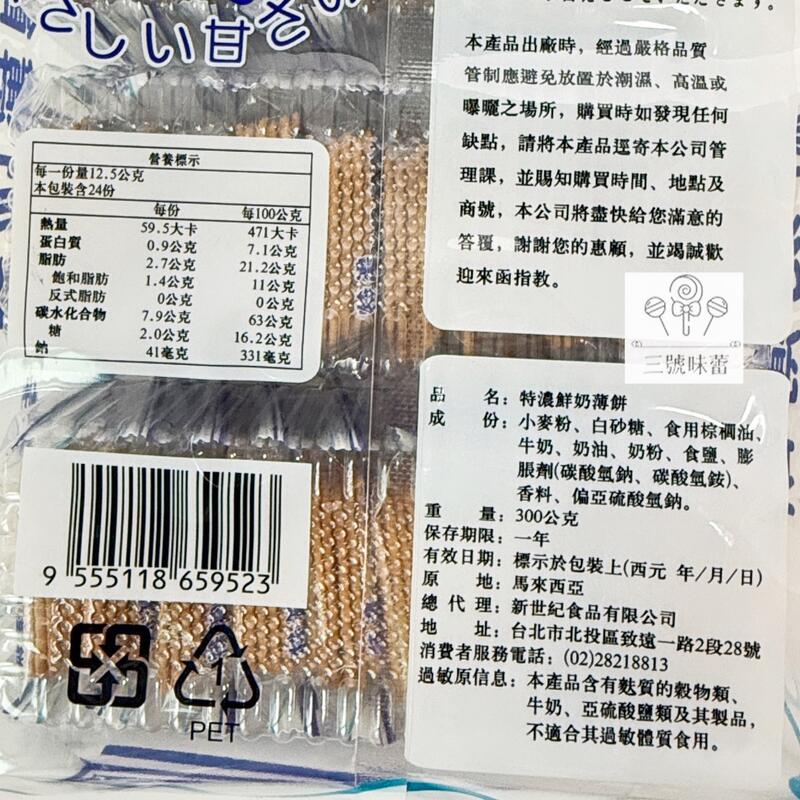 さしい甘さの
本產品出廠時，經過嚴格品質
管制應避免放置於潮濕、高溫或
曝曬之場所，購買時如發現任何
缺點，請將本產品逕寄本公司管
理課，並賜知購買時間、地點及
商號，本公司將盡快給您滿意的
答覆，謝謝您的惠顧，並竭誠歡
迎來函指教。
三號味蕾
營養標示
每一份量12.5公克
本包裝含24份
每份 每100公克
熱量 59.5大卡 471大卡
蛋白質 0.9公克 7.1公克
脂肪 2.7公克 21.2公克
飽和脂肪 1.4公克 11公克
反式脂肪 0公克 0公克
碳水化合物 7.9公克 63公克
糖 2.0公克 16.2公克
鈉 41毫克 331毫克
特濃
品 名：特濃鮮奶薄餅
成 份：小麥粉、白砂糖、食用棕櫚油、
牛奶、奶油、奶粉、食鹽、膨
脹劑(碳酸氫鈉、碳酸氫銨)、
香料、偏亞硫酸氫鈉。
重 量：300公克
保存期限：一年
有效日期：標示於包裝上(西元 年/月/日)
原 地：馬來西亞
總 代 理：新世紀食品有限公司
地 址：台北市北投區致遠一路2段28號
消費者服務電話：(02)28218813
過敏原信息：本產品含有麩質的穀物類、
牛奶、亞硫酸鹽類及其製品，
不適合其過敏體質食用。
9 555118 659523
1
PET